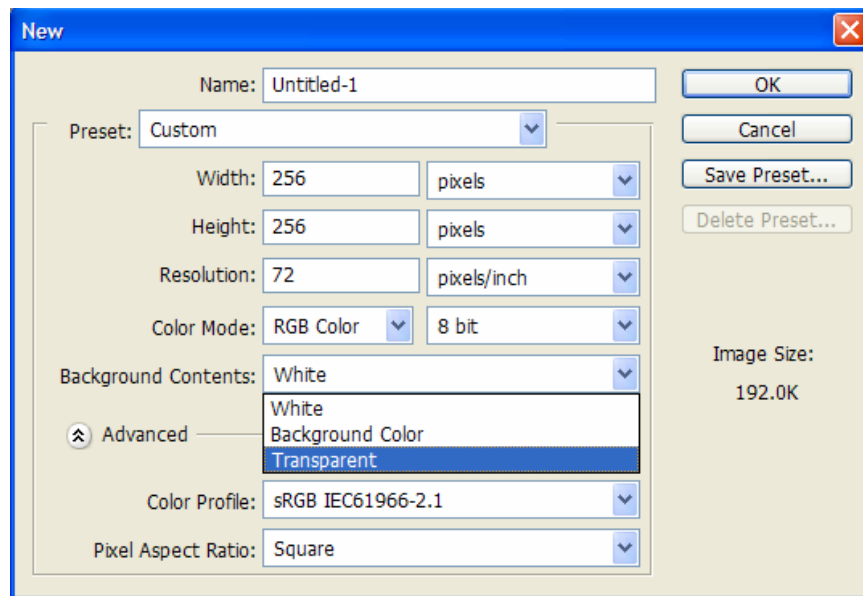 New
Name: Untitled-1
OK
Preset: Custom
Cancel
Width: 256 pixels
Save Preset...
Height: 256 pixels
Delete Preset...
Resolution: 72 pixels/inch
Color Mode: RGB Color 8 bit
Image Size:
192.0K
Background Contents: White
White
Background Color
Transparent
Advanced
Color Profile: sRGB IEC61966-2.1
Pixel Aspect Ratio: Square